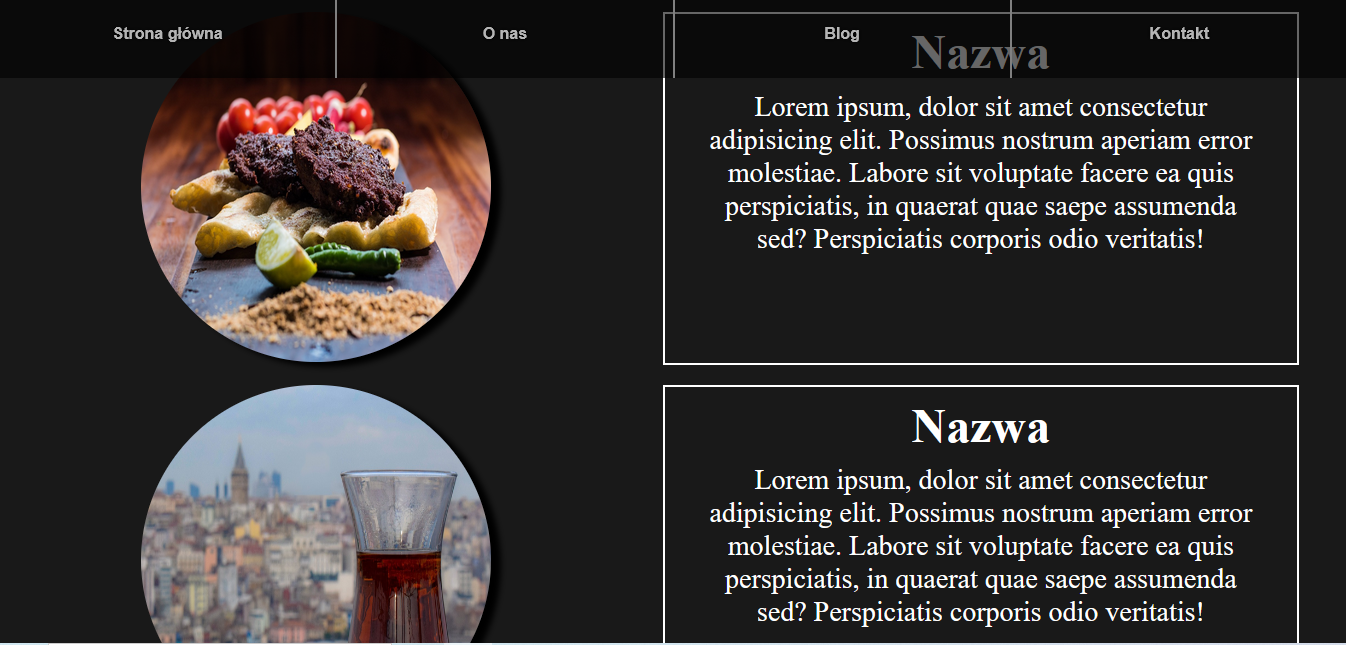 Strona główna
O nas
Blog
Kontakt
Nazwa
Lorem ipsum, dolor sit amet consectetur
adipisicing elit. Possimus nostrum aperiam error
molestiae. Labore sit voluptate facere ea quis
perspiciatis, in quaerat quae saepe assumenda
sed? Perspiciatis corporis odio veritatis!
Nazwa
Lorem ipsum, dolor sit amet consectetur
adipisicing elit. Possimus nostrum aperiam error
molestiae. Labore sit voluptate facere ea quis
perspiciatis, in quaerat quae saepe assumenda
sed? Perspiciatis corporis odio veritatis!